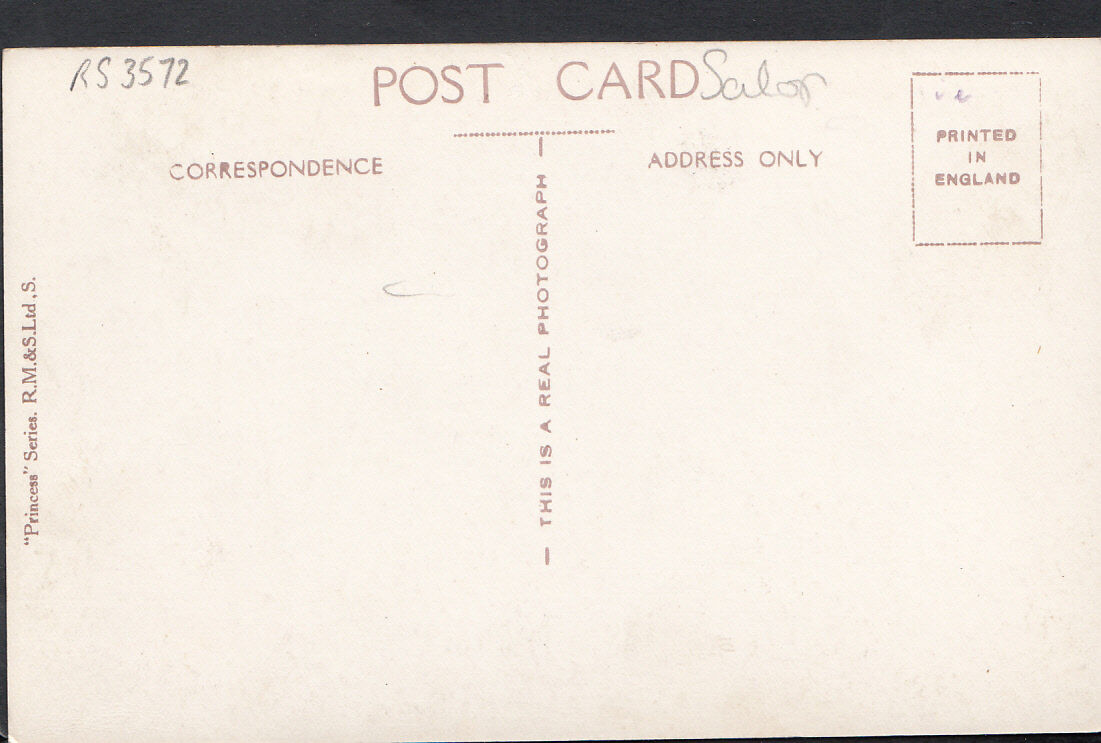 RS 3572
POST CARD
Salop
CORRESPONDENCE
ADDRESS ONLY
PRINTED
IN
ENGLAND
— THIS IS A REAL PHOTOGRAPH —
"Princess" Series. R.M.&S.Ltd,S.